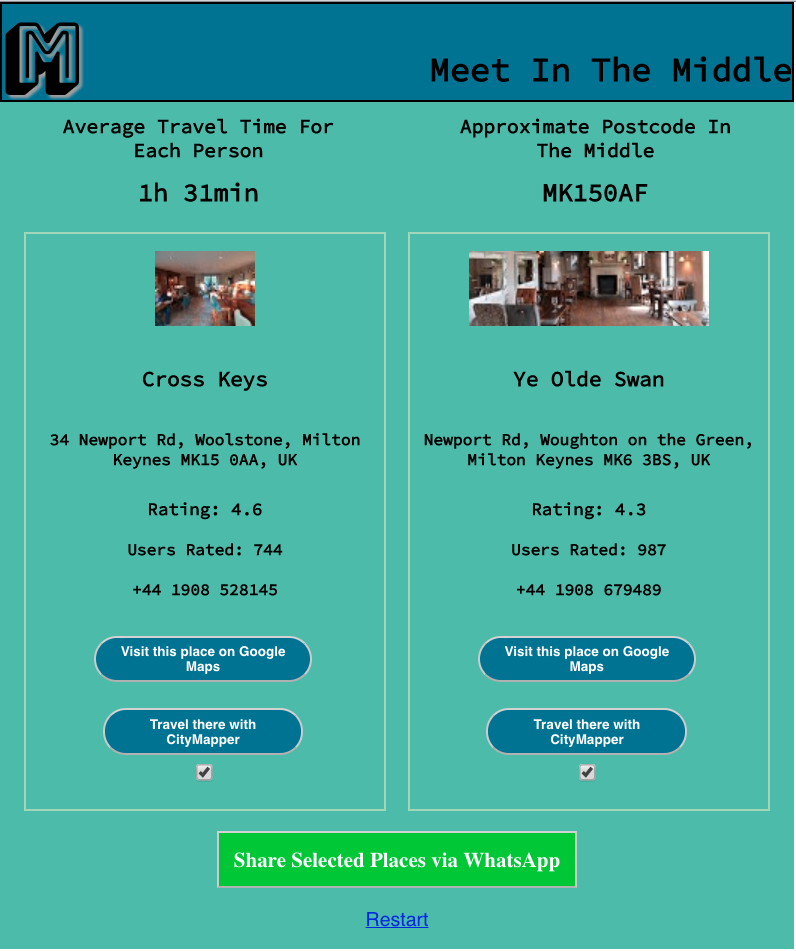 M
Meet In The Middle
Average Travel Time For
Each Person
1h 31min
Approximate Postcode In
The Middle
MK150AF
Cross Keys
34 Newport Rd, Woolstone, Milton
Keynes MK15 0AA, UK
Rating: 4.6
Users Rated: 744
+44 1908 528145
Visit this place on Google
Maps
Travel there with
CityMapper
Ye Olde Swan
Newport Rd, Woughton on the Green,
Milton Keynes MK6 3BS, UK
Rating: 4.3
Users Rated: 987
+44 1908 679489
Visit this place on Google
Maps
Travel there with
CityMapper
Share Selected Places via WhatsApp
Restart